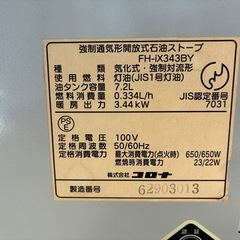 強制通気形開放式石油ストーブ
FH-iX343BY
種類 気化式・強制対流形
使用燃料 灯油(JIS1号灯油)
油タンク容量 7.2L
燃料消費量 0.334L/h
暖房出力 3.44kW
JIS認定番号
7031
PS
E
定格電圧 100V
定格周波数 50/60Hz
定格消費電力 最大消費電力(点火時) 650/650W
燃焼時消費電力 23/22W
株式会社コロナ
製造番号 62903013